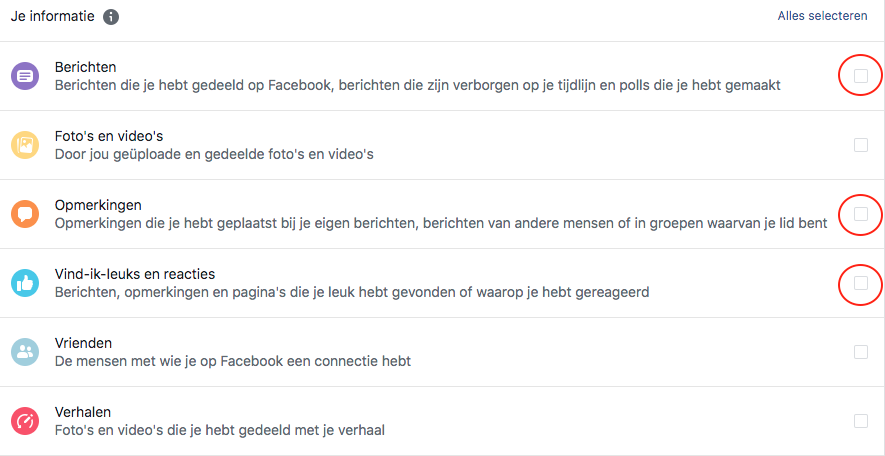 Je informatie
Alles selecteren
Berichten
Berichten die je hebt gedeeld op Facebook, berichten die zijn verborgen op je tijdlijn en polls die je hebt gemaakt
Foto's en video's
Door jou geüploade en gedeelde foto's en video's
Opmerkingen
Opmerkingen die je hebt geplaatst bij je eigen berichten, berichten van andere mensen of in groepen waarvan je lid bent
Vind-ik-leuks en reacties
Berichten, opmerkingen en pagina's die je leuk hebt gevonden of waarop je hebt gereageerd
Vrienden
De mensen met wie je op Facebook een connectie hebt
Verhalen
Foto's en video's die je hebt gedeeld met je verhaal